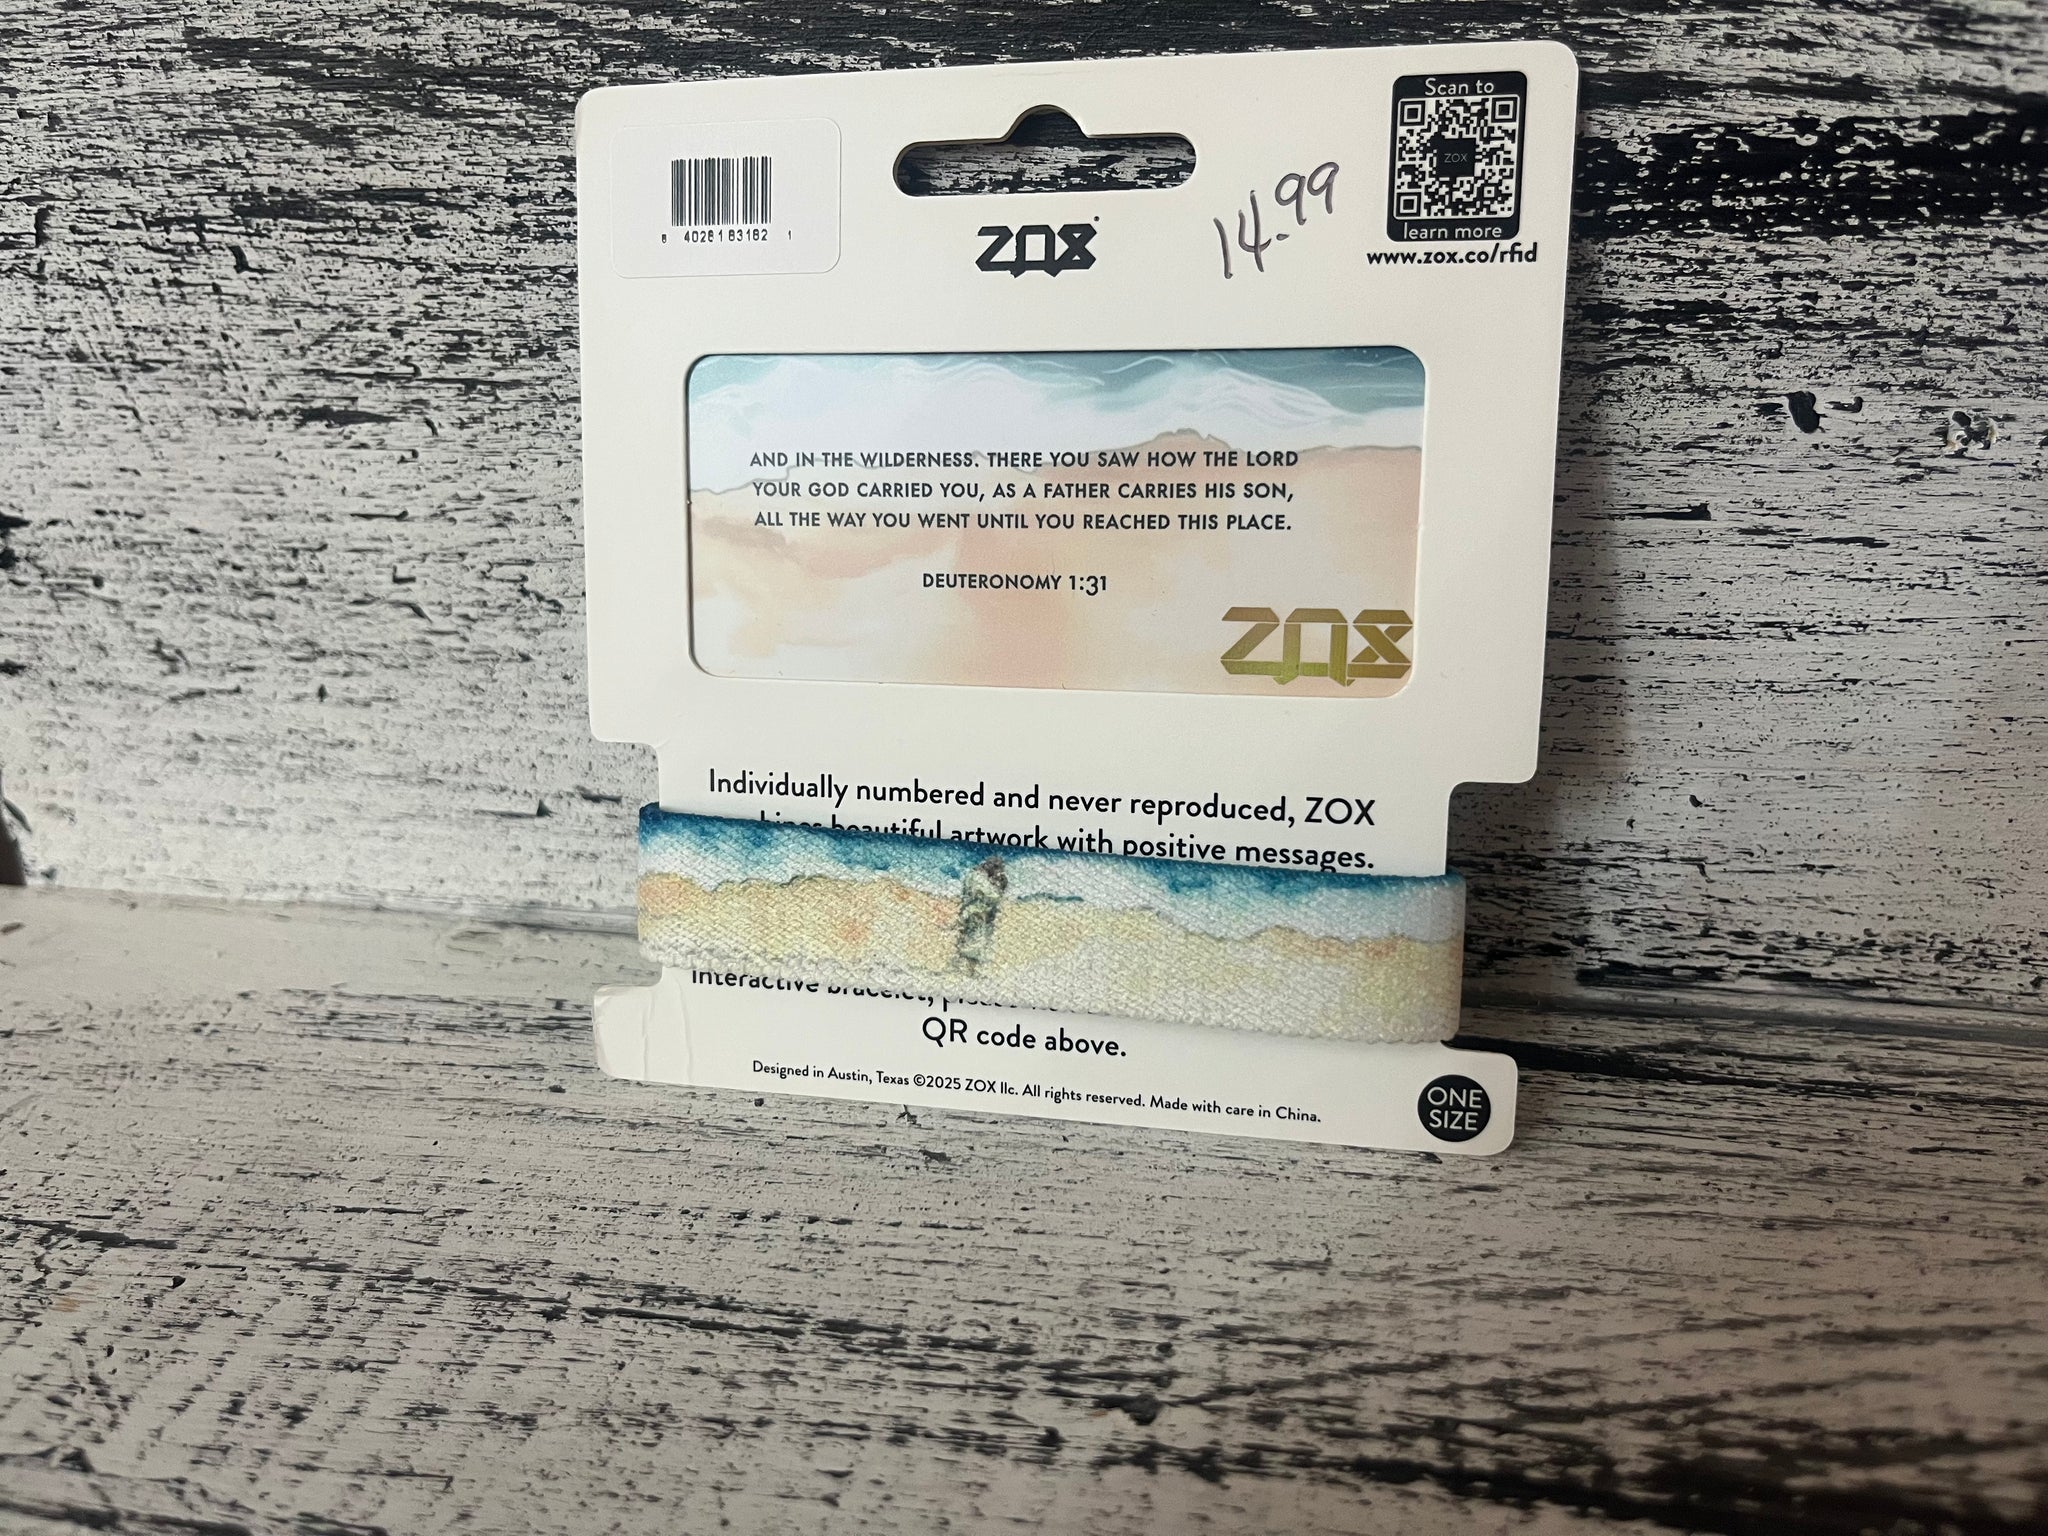 Scan to
ZOX
learn more
www.zox.co/rfid
8 40261 83162 1
ZOX®
14.99
AND IN THE WILDERNESS. THERE YOU SAW HOW THE LORD
YOUR GOD CARRIED YOU, AS A FATHER CARRIES HIS SON,
ALL THE WAY YOU WENT UNTIL YOU REACHED THIS PLACE.
DEUTERONOMY 1:31
ZOX
Individually numbered and never reproduced, ZOX
beautiful artwork with positive messages.
interactive bracelet,
QR code above.
Designed in Austin, Texas ©2025 ZOX llc. All rights reserved. Made with care in China.
ONE
SIZE